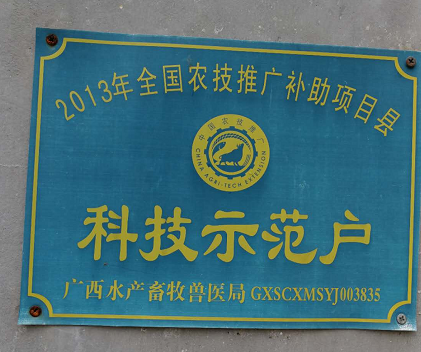 2013年全国农技推广补助项目县
中国农技推广
CHINA AGRI-TECH EXTENSION
科技示范户
广西水产畜牧兽医局 GXSCXMSYJ003835